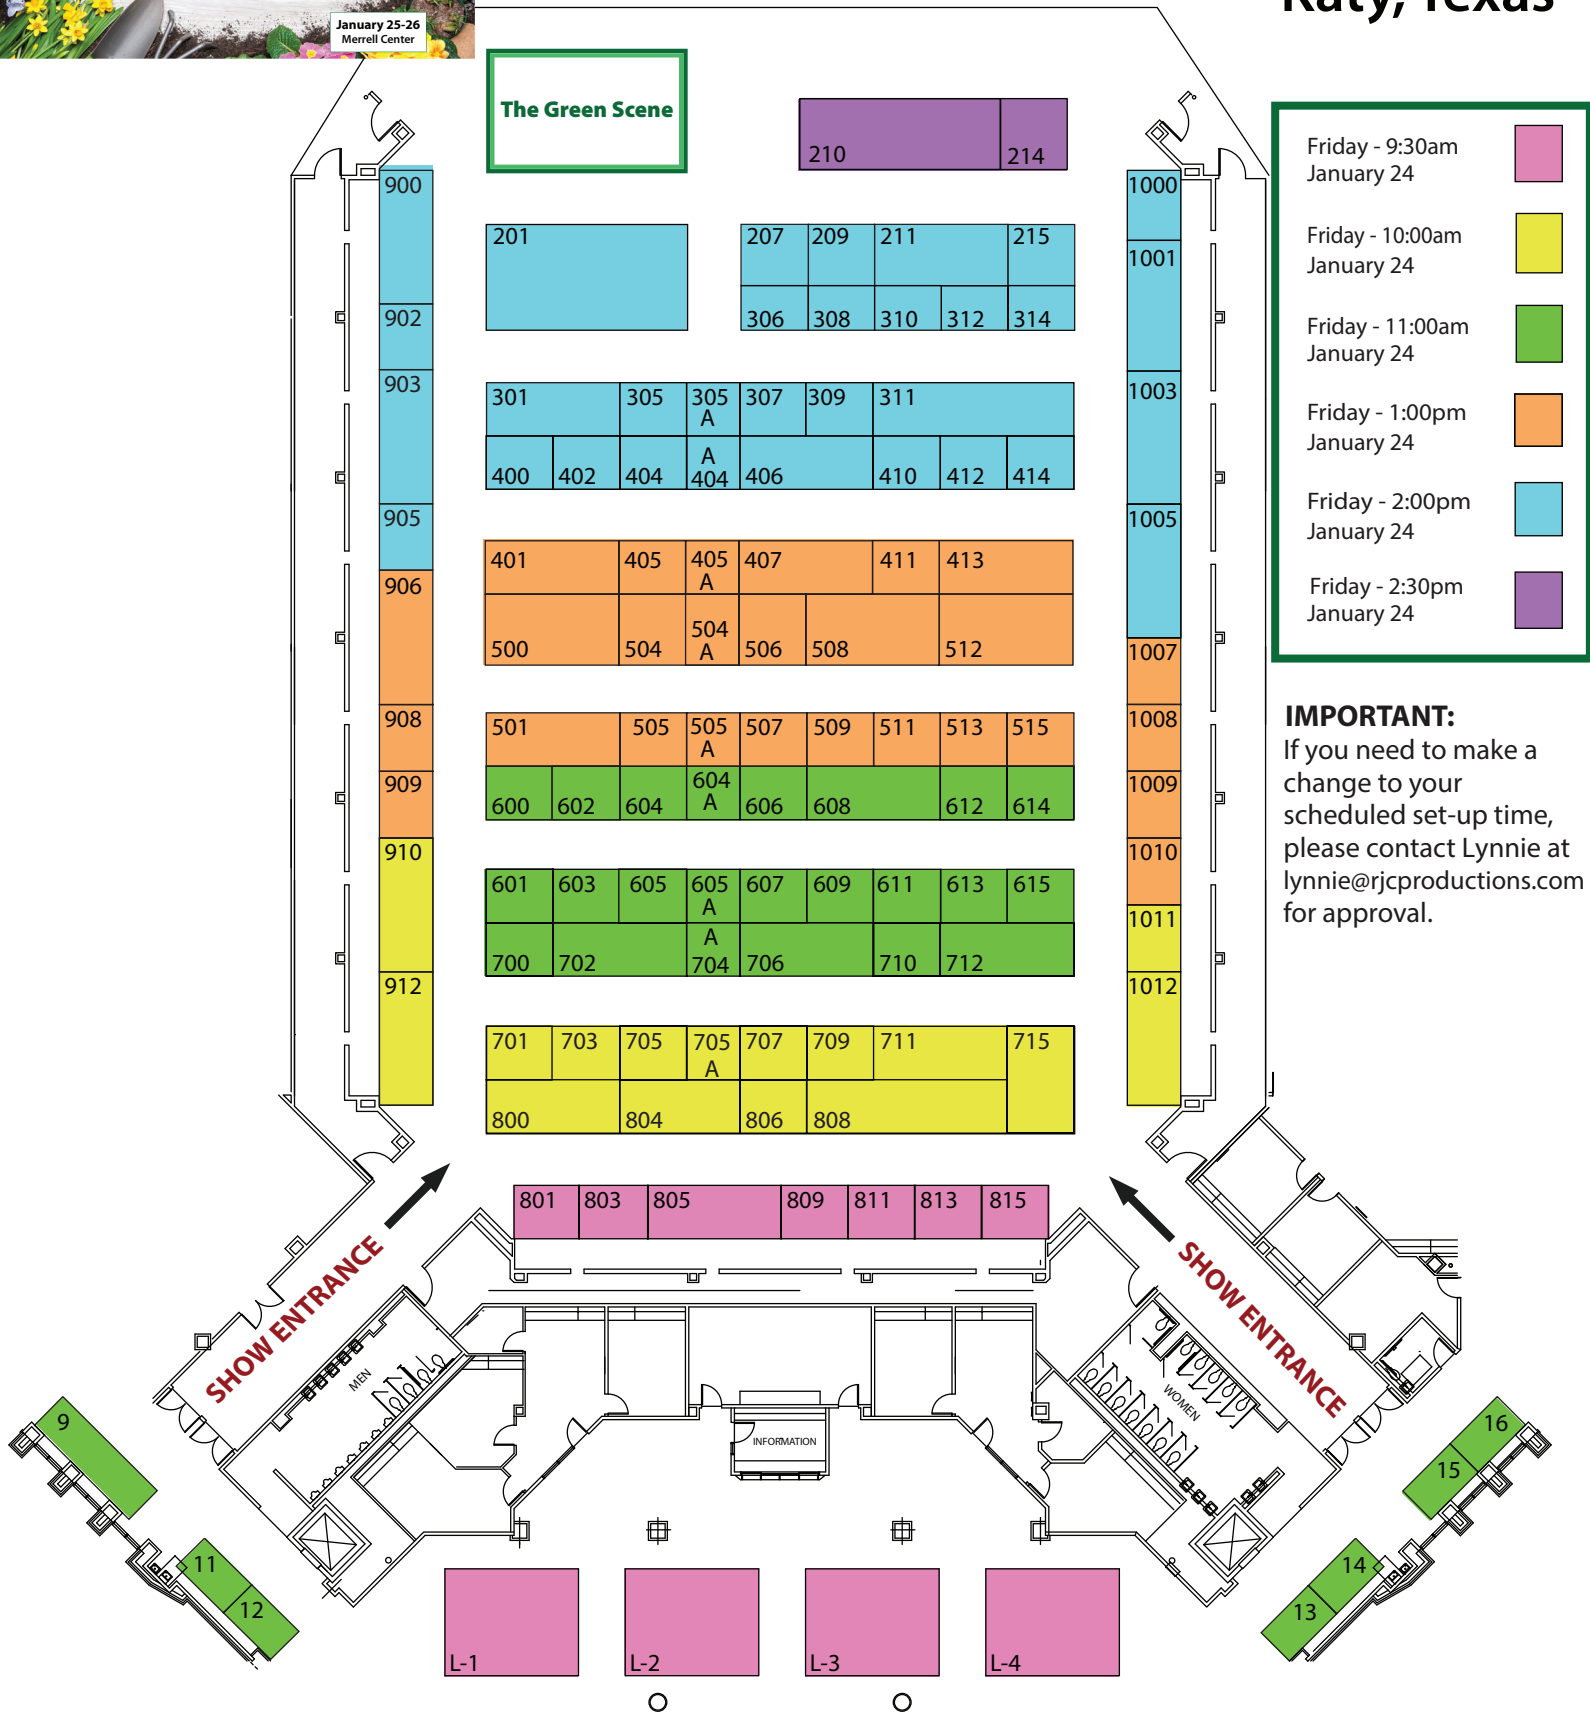 January 25-26
Merrell Center
Katy, Texas
The Green Scene
210
214
Friday - 9:30am
January 24
Friday - 10:00am
January 24
Friday - 11:00am
January 24
Friday - 1:00pm
January 24
Friday - 2:00pm
January 24
Friday - 2:30pm
January 24
IMPORTANT:
If you need to make a
change to your
scheduled set-up time,
please contact Lynnie at
lynnie@rjcproductions.com
for approval.
900
902
903
905
906
908
909
910
912
201
207 209 211 215
306 308 310 312 314
301 305 305 307 309 311
A
A
400 402 404 404 406 410 412 414
401 405 405 407 411 413
A
504
500 504 A 506 508 512
501 505 505 507 509 511 513 515
A
604
600 602 604 A 606 608 612 614
601 603 605 605 607 609 611 613 615
A
A
700 702 704 706 710 712
701 703 705 705 707 709 711 715
A
800 804 806 808
801 803 805 809 811 813 815
1000
1001
1003
1005
1007
1008
1009
1010
1011
1012
SHOW ENTRANCE
SHOW ENTRANCE
MEN
WOMEN
INFORMATION
9
11
12
16
15
14
13
L-1 L-2 L-3 L-4